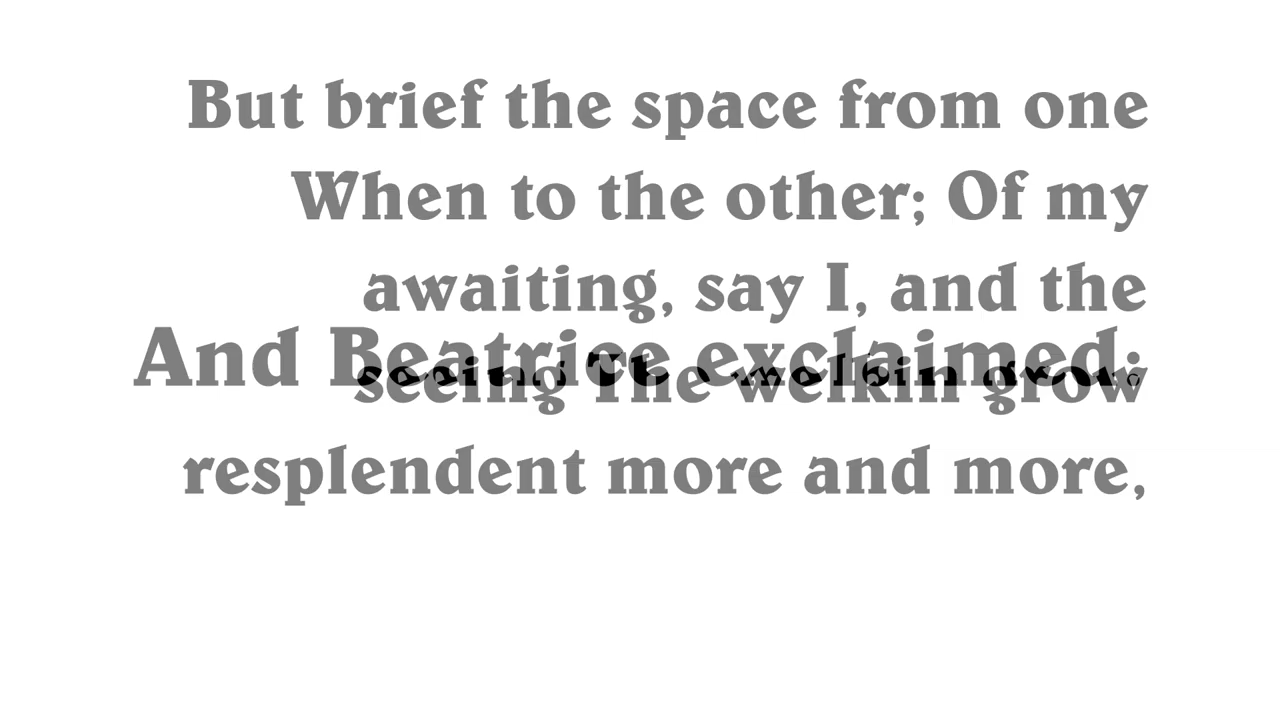 But brief the space from one
When to the other; Of my
awaiting, say I, and the
And Beatrice exclaimed:
seeing The welkin grow
resplendent more and more,